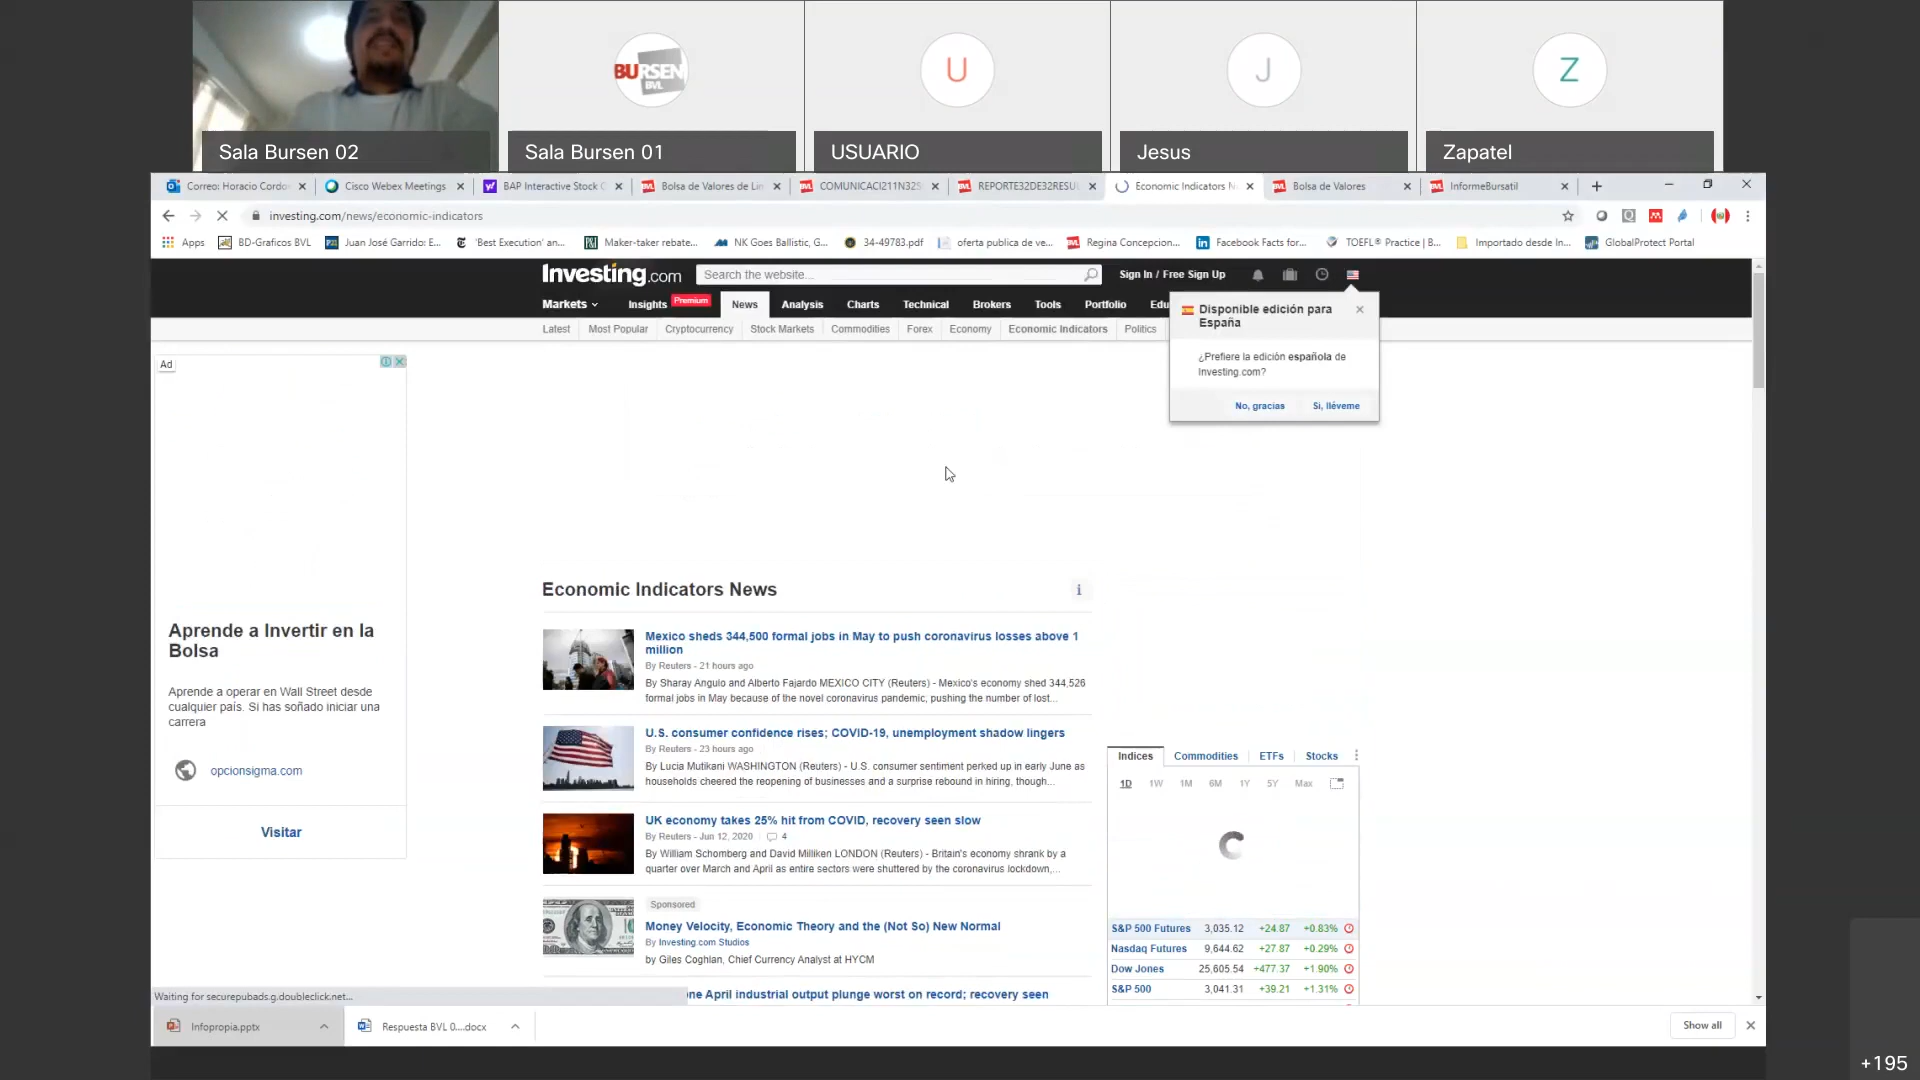 BURSEN
BVL
U
J
Z
Sala Bursen 02
Sala Bursen 01
USUARIO
Jesus
Zapatel
Correo: Horacio Cordo
Cisco Webex Meetings
BAP Interactive Stock C
Bolsa de Valores de Lim
COMUNICACI211N32S
REPORTE32DE32RESU
Economic Indicators N
Bolsa de Valores
InformeBursatil
investing.com/news/economic-indicators
Apps
BD-Graficos BVL
Juan José Garrido: E...
'Best Execution' an...
Maker-taker rebate...
NK Goes Ballistic, G...
34-49783.pdf
oferta publica de ve...
Regina Concepcion...
Facebook Facts for...
TOEFL® Practice | B...
Importado desde In...
GlobalProtect Portal
Investing.com
Search the website...
Sign In / Free Sign Up
Markets
Insights
Premium
News
Analysis
Charts
Technical
Brokers
Tools
Portfolio
Edu
Latest
Most Popular
Cryptocurrency
Stock Markets
Commodities
Forex
Economy
Economic Indicators
Politics
Disponible edición para
España
¿Prefiere la edición española de
Investing.com?
No, gracias
Si, lléveme
Ad
Aprende a Invertir en la
Bolsa
Aprende a operar en Wall Street desde
cualquier país. Si has soñado iniciar una
carrera
opcionsigma.com
Visitar
Economic Indicators News
Mexico sheds 344,500 formal jobs in May to push coronavirus losses above 1
million
By Reuters - 21 hours ago
By Sharay Angulo and Alberto Fajardo MEXICO CITY (Reuters) - Mexico's economy shed 344,526
formal jobs in May because of the novel coronavirus pandemic, pushing the number of lost...
U.S. consumer confidence rises; COVID-19, unemployment shadow lingers
By Reuters - 23 hours ago
By Lucia Mutikani WASHINGTON (Reuters) - U.S. consumer sentiment perked up in early June as
households cheered the reopening of businesses and a surprise rebound in hiring, though...
UK economy takes 25% hit from COVID, recovery seen slow
By Reuters - Jun 12, 2020 4
By William Schomberg and David Milliken LONDON (Reuters) - Britain's economy shrank by a
quarter over March and April as entire sectors were shuttered by the coronavirus lockdown,...
Sponsored
Money Velocity, Economic Theory and the (Not So) New Normal
By Investing.com Studios
by Giles Coghlan, Chief Currency Analyst at HYCM
ne April industrial output plunge worst on record; recovery seen
Indices
Commodities
ETFs
Stocks
1D 1W 1M 6M 1Y 5Y Max
S&P 500 Futures 3,035.12 +24.87 +0.83%
Nasdaq Futures 9,644.62 +27.87 +0.29%
Dow Jones 25,605.54 +477.37 +1.90%
S&P 500 3,041.31 +39.21 +1.31%
Waiting for securepubads.g.doubleclick.net...
Infopropia.pptx
Respuesta BVL 0....docx
Show all
+195